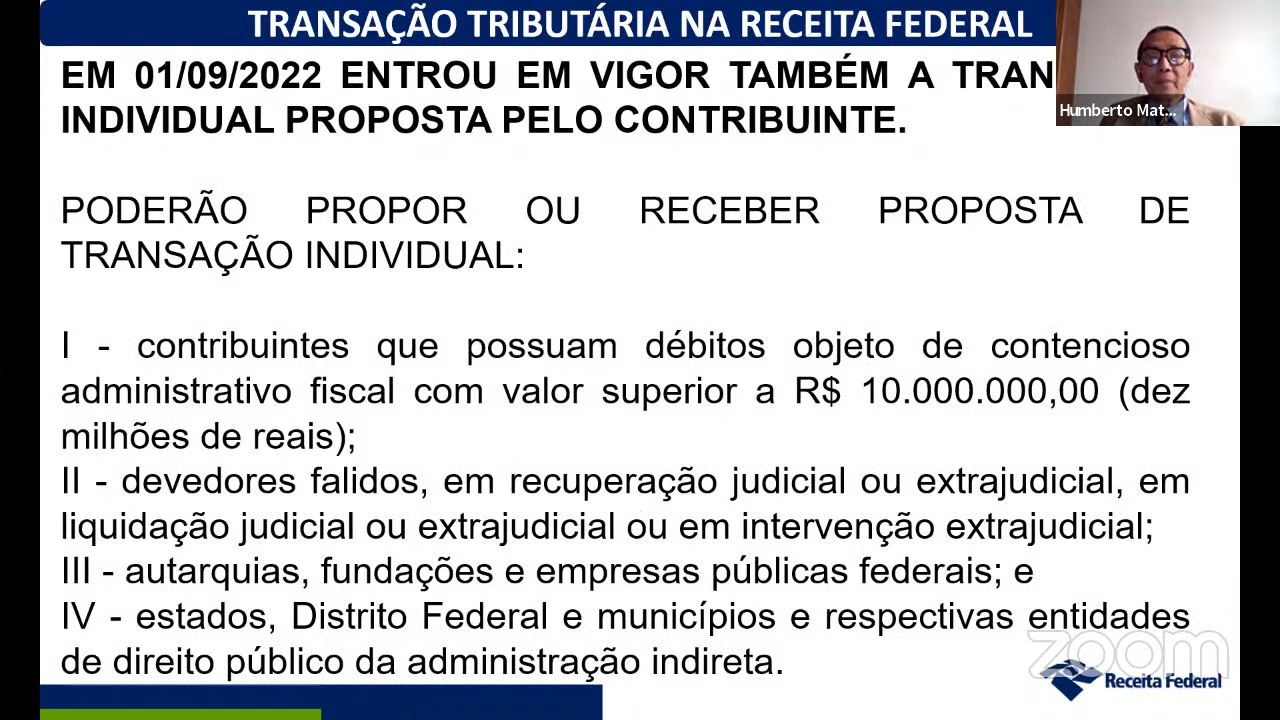 TRANSAÇÃO TRIBUTÁRIA NA RECEITA FEDERAL
EM 01/09/2022 ENTROU EM VIGOR TAMBÉM A TRAN
INDIVIDUAL PROPOSTA PELO CONTRIBUINTE.
Humberto Mat...
PODERÃO PROPOR OU RECEBER PROPOSTA DE
TRANSAÇÃO INDIVIDUAL:
I - contribuintes que possuam débitos objeto de contencioso
administrativo fiscal com valor superior a R$ 10.000.000,00 (dez
milhões de reais);
II - devedores falidos, em recuperação judicial ou extrajudicial, em
liquidação judicial ou extrajudicial ou em intervenção extrajudicial;
III - autarquias, fundações e empresas públicas federais; e
IV - estados, Distrito Federal e municípios e respectivas entidades
de direito público da administração indireta.
zoom
Receita Federal